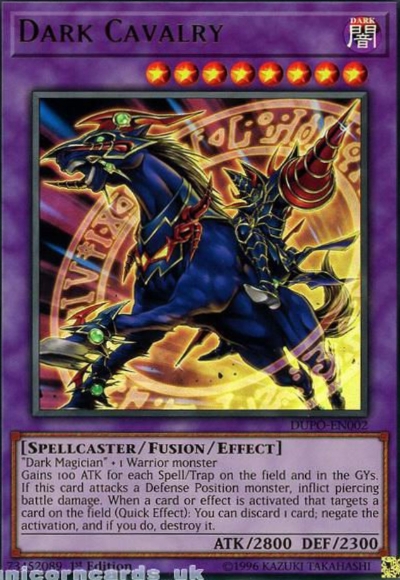 Dark Cavalry
DARK
闇
DUPO-EN002
[Spellcaster/Fusion/Effect]
"Dark Magician" + 1 Warrior monster
Gains 100 ATK for each Spell/Trap on the field and in the GYs.
If this card attacks a Defense Position monster, inflict piercing
battle damage. When a card or effect is activated that targets a
card on the field (Quick Effect): You can discard 1 card; negate
the activation, and if you do, destroy it.
ATK/2800 DEF/2300
1st Edition
©1996 KAZUKI TAKAHASHI
unicorncards_uk